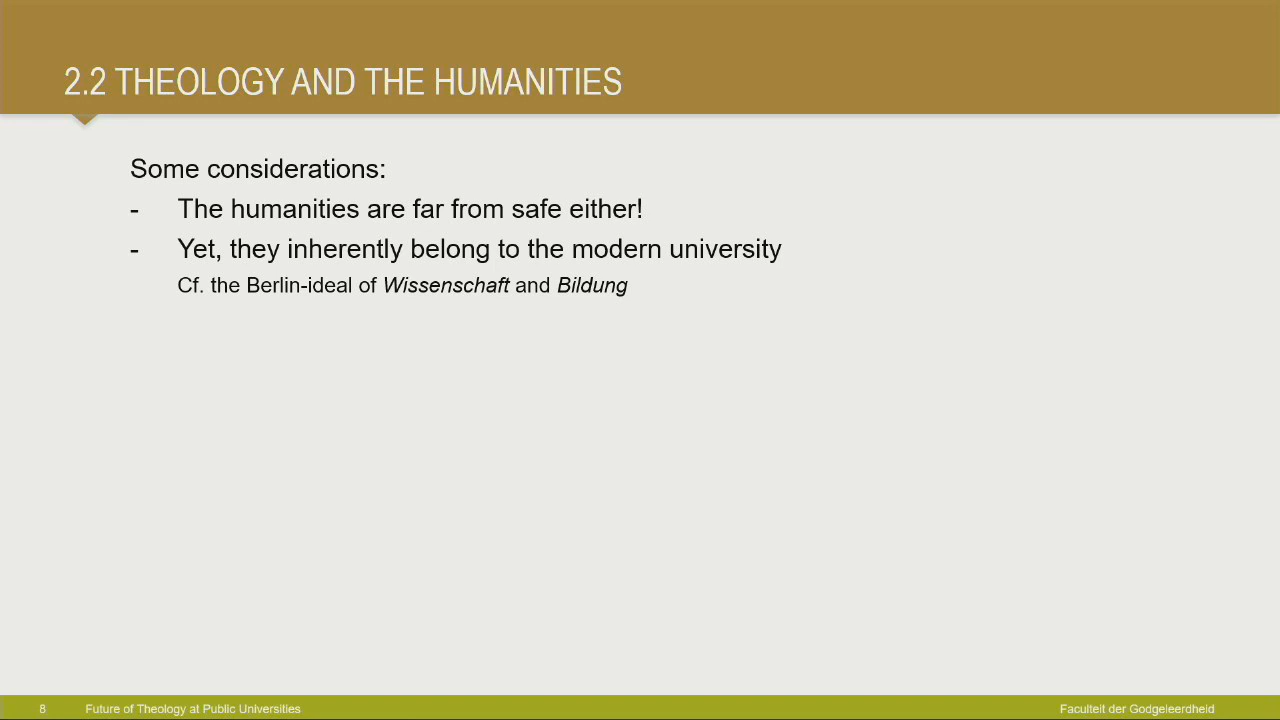 2.2 THEOLOGY AND THE HUMANITIES
Some considerations:
- The humanities are far from safe either!
- Yet, they inherently belong to the modern university
Cf. the Berlin-ideal of Wissenschaft and Bildung
8 Future of Theology at Public Universities Faculteit der Godgeleerdheid